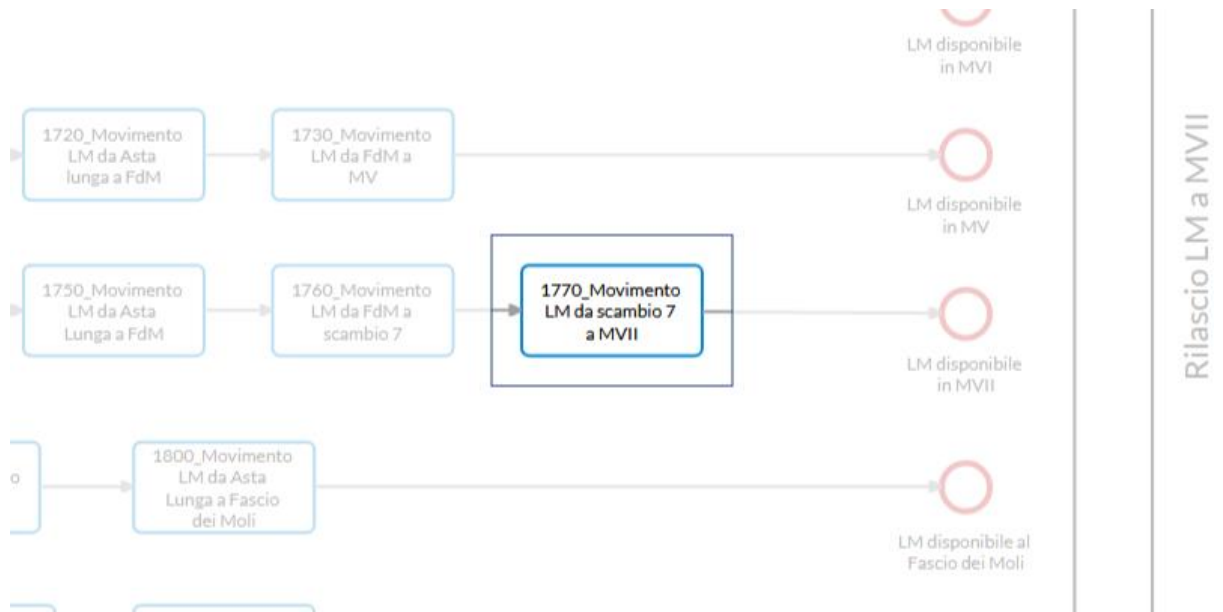 LM disponibile
in MVI
1720_Movimento
LM da Asta
lunga a FdM
1730_Movimento
LM da FdM a
MV
LM disponibile
in MV
1750_Movimento
LM da Asta
Lunga a FdM
1760_Movimento
LM da FdM a
scambio 7
1770_Movimento
LM da scambio 7
a MVII
LM disponibile
in MVII
o
1800_Movimento
LM da Asta
Lunga a Fascio
dei Moli
LM disponibile al
Fascio dei Moli
Rilascio LM a MVII